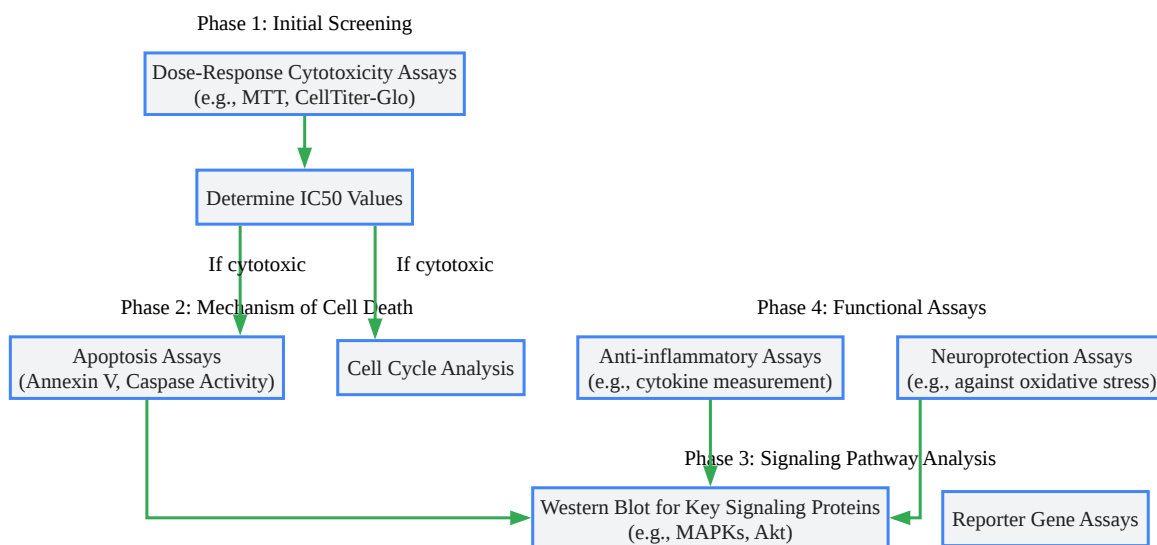 Phase 1: Initial Screening
Dose-Response Cytotoxicity Assays
(e.g., MTT, CellTiter-Glo)
Determine IC50 Values
If cytotoxic
If cytotoxic
Phase 2: Mechanism of Cell Death
Phase 4: Functional Assays
Apoptosis Assays
(Annexin V, Caspase Activity)
Cell Cycle Analysis
Anti-inflammatory Assays
(e.g., cytokine measurement)
Neuroprotection Assays
(e.g., against oxidative stress)
Phase 3: Signaling Pathway Analysis
Western Blot for Key Signaling Proteins
(e.g., MAPKs, Akt)
Reporter Gene Assays